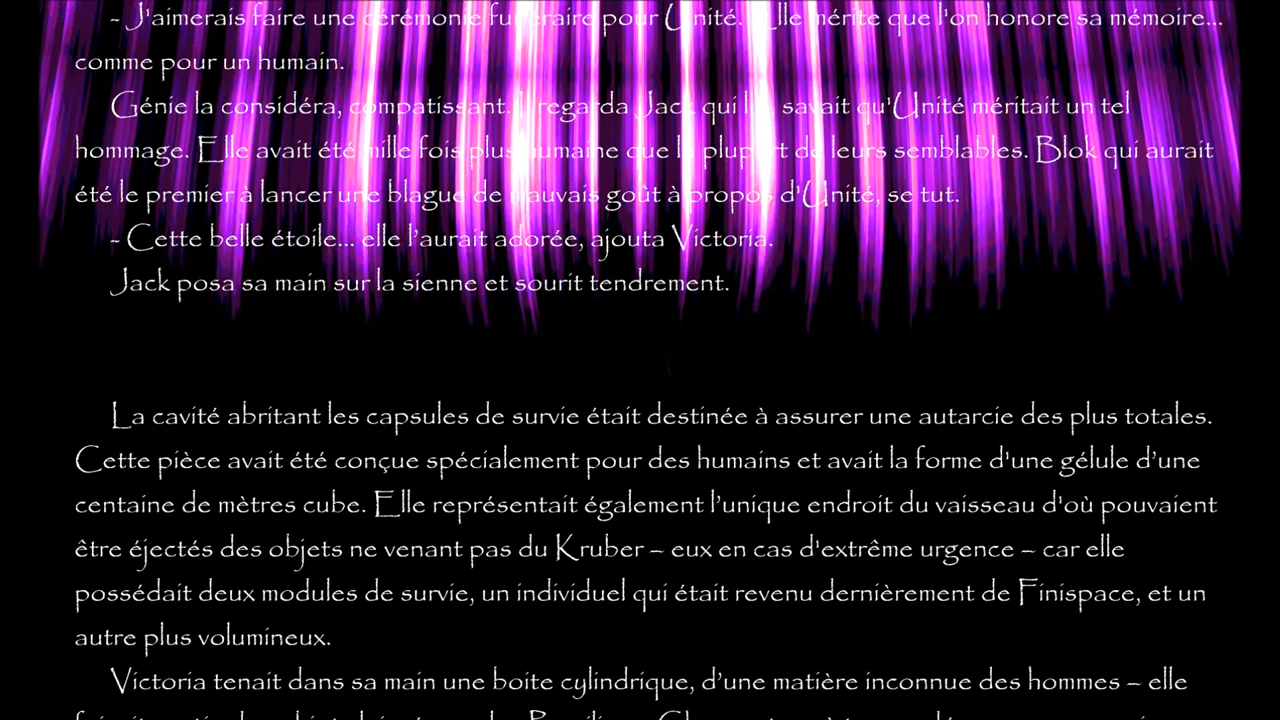 - J'aimerais faire une cérémonie funéraire pour Unité. Elle mérite que l'on honore sa mémoire...
comme pour un humain.
Génie la considéra, compatissant. Il regarda Jack qui lui, savait qu'Unité méritait un tel
hommage. Elle avait été mille fois plus humaine que la plupart de leurs semblables. Blok qui aurait
été le premier à lancer une blague de mauvais goût à propos d'Unité, se tut.
- Cette belle étoile... elle l'aurait adorée, ajouta Victoria.
Jack posa sa main sur la sienne et sourit tendrement.
La cavité abritant les capsules de survie était destinée à assurer une autarcie des plus totales.
Cette pièce avait été conçue spécialement pour des humains et avait la forme d'une gélule d'une
centaine de mètres cube. Elle représentait également l'unique endroit du vaisseau d'où pouvaient
être éjectés des objets ne venant pas du Kruber – eux en cas d'extrême urgence – car elle
possédait deux modules de survie, un individuel qui était revenu dernièrement de Finispace, et un
autre plus volumineux.
Victoria tenait dans sa main une boite cylindrique, d'une matière inconnue des hommes – elle